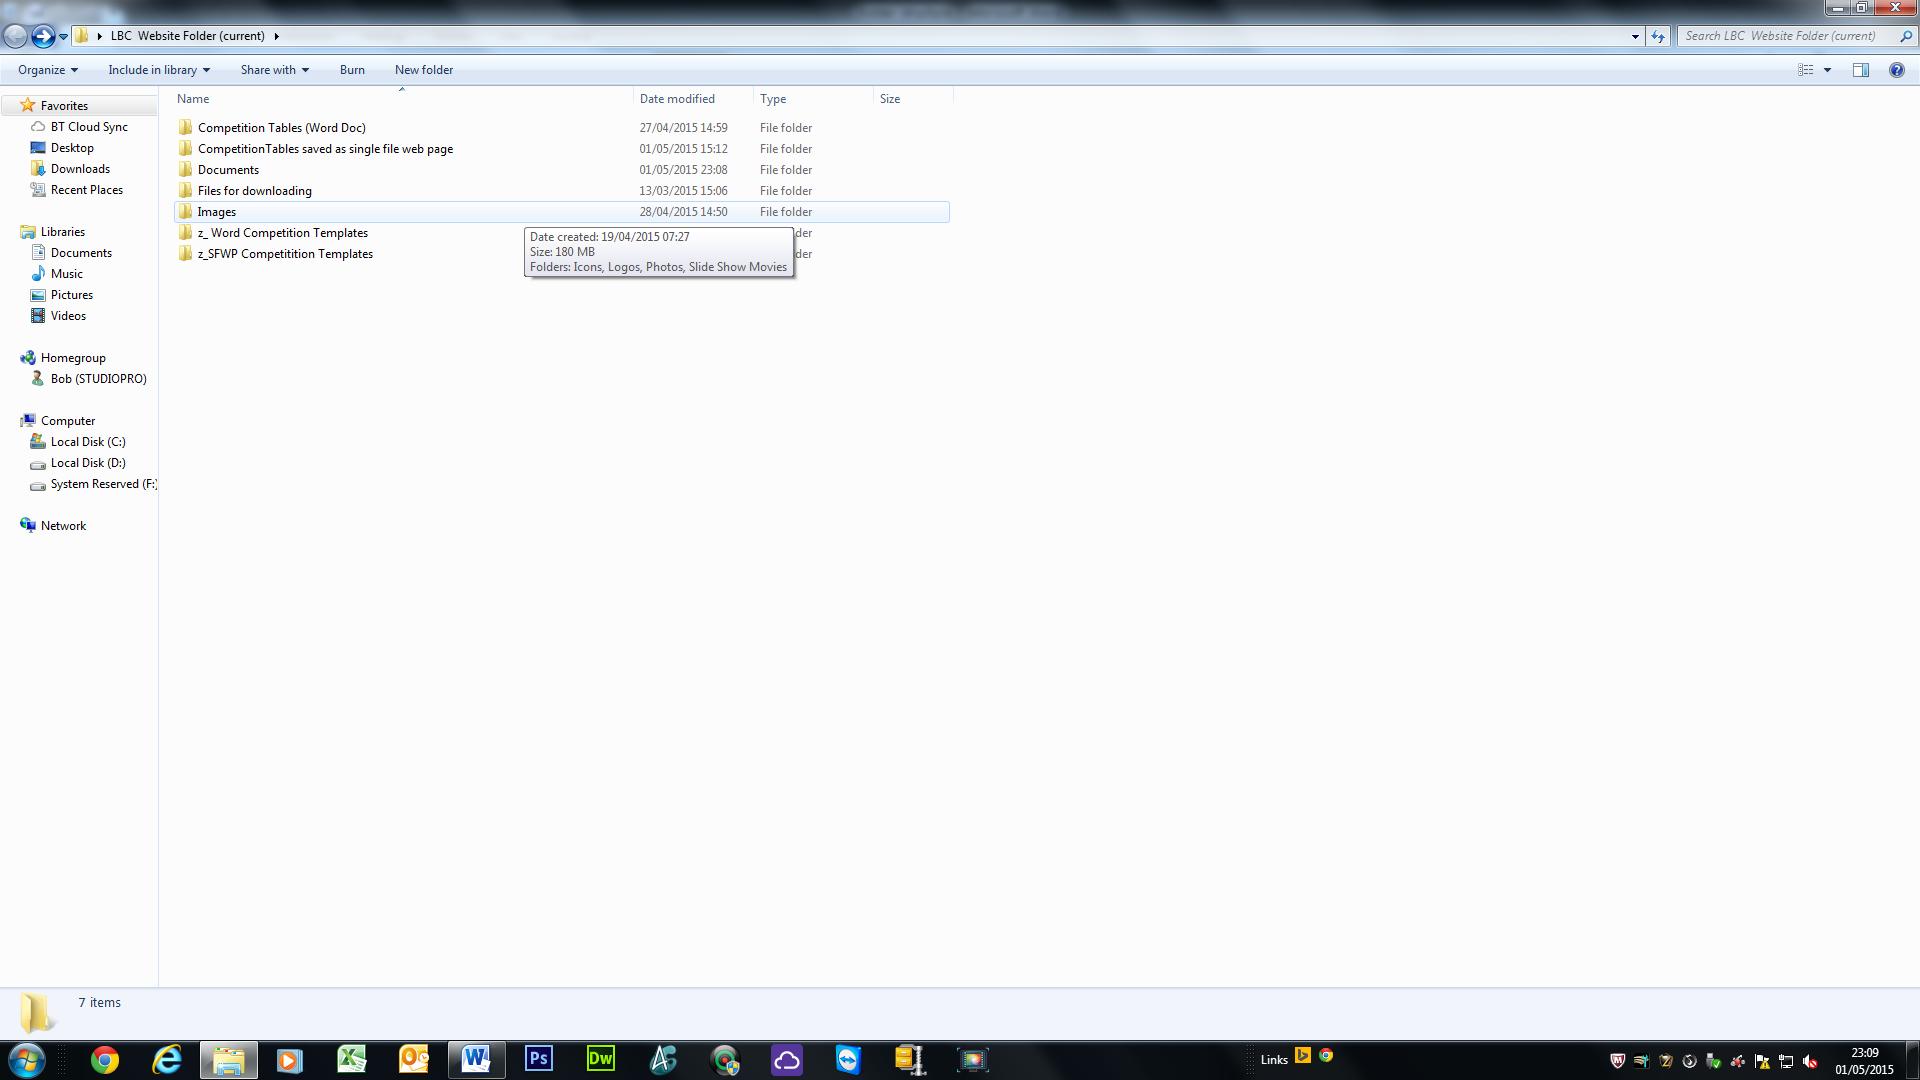 LBC  Website Folder (current)
Search LBC  Website Folder (current)
Organize
Include in library
Share with
Burn
New folder
Name
Date modified
Type
Size
Favorites
BT Cloud Sync
Desktop
Downloads
Recent Places
Libraries
Documents
Music
Pictures
Videos
Homegroup
Bob (STUDIOPRO)
Computer
Local Disk (C:)
Local Disk (D:)
System Reserved (F:)
Network
Competition Tables (Word Doc) 27/04/2015 14:59 File folder
CompetitionTables saved as single file web page 01/05/2015 15:12 File folder
Documents 01/05/2015 23:08 File folder
Files for downloading 13/03/2015 15:06 File folder
Images 28/04/2015 14:50 File folder
z_ Word Competition Templates der
z_SFWP Competitition Templates der
Date created: 19/04/2015 07:27
Size: 180 MB
Folders: Icons, Logos, Photos, Slide Show Movies
7 items
Ps
Dw
Links
23:09
01/05/2015